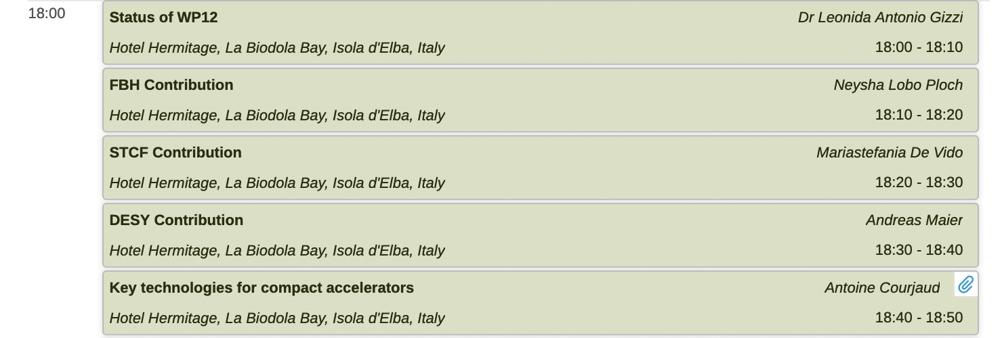 18:00
Status of WP12 Dr Leonida Antonio Gizzi
Hotel Hermitage, La Biodola Bay, Isola d'Elba, Italy 18:00 - 18:10
FBH Contribution Neysha Lobo Ploch
Hotel Hermitage, La Biodola Bay, Isola d'Elba, Italy 18:10 - 18:20
STCF Contribution Mariastefania De Vido
Hotel Hermitage, La Biodola Bay, Isola d'Elba, Italy 18:20 - 18:30
DESY Contribution Andreas Maier
Hotel Hermitage, La Biodola Bay, Isola d'Elba, Italy 18:30 - 18:40
Key technologies for compact accelerators Antoine Courjaud
Hotel Hermitage, La Biodola Bay, Isola d'Elba, Italy 18:40 - 18:50